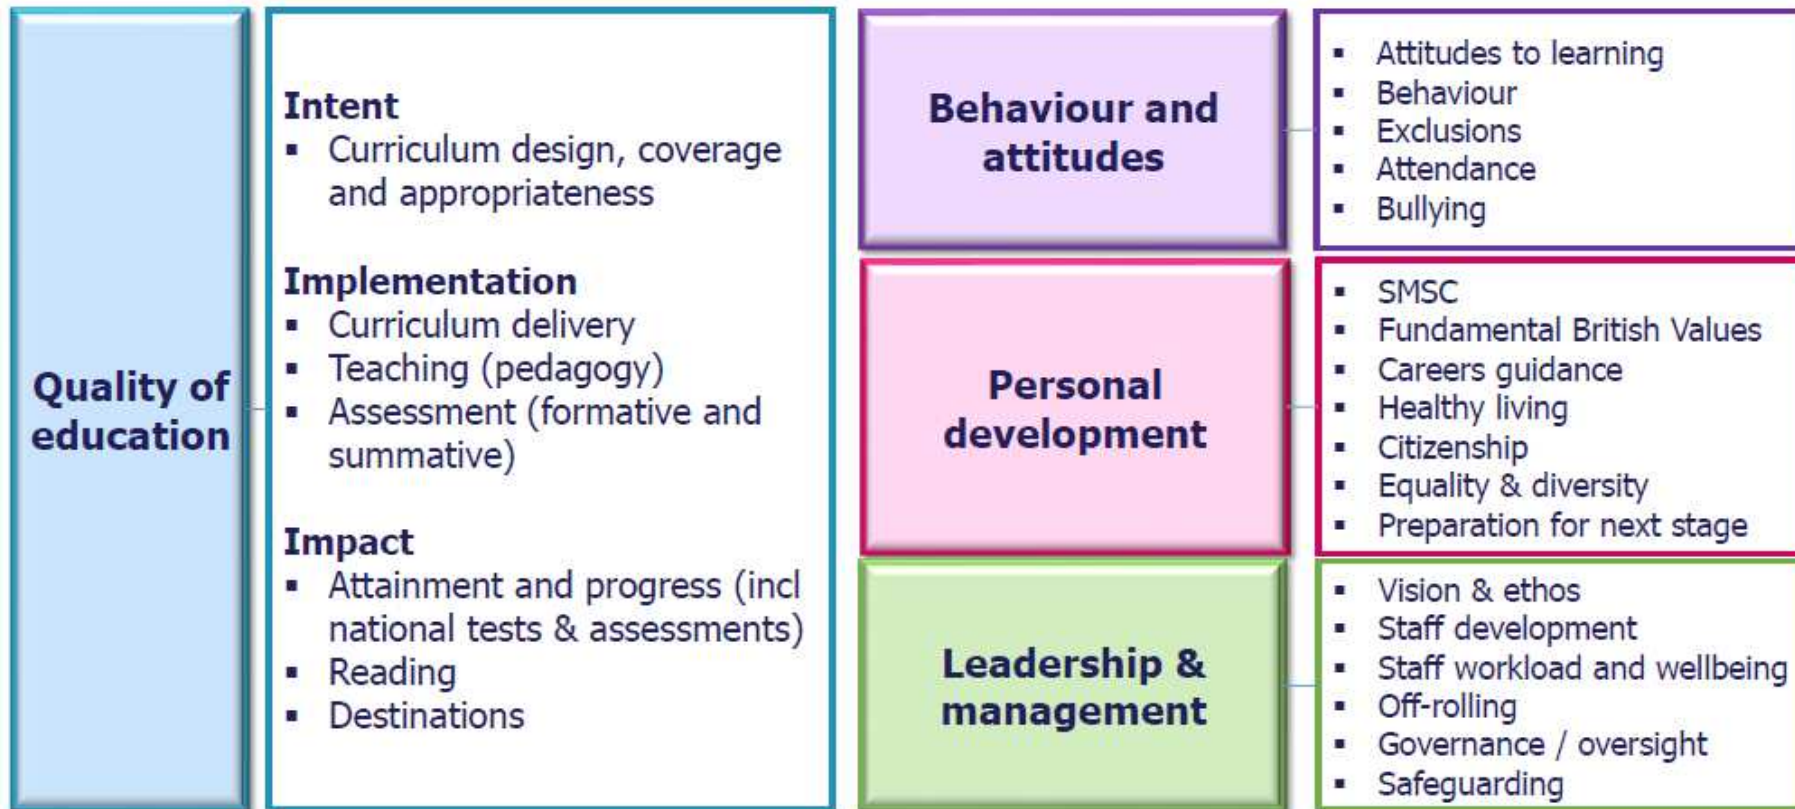 Quality of
education
Intent
▪ Curriculum design, coverage
and appropriateness
Implementation
▪ Curriculum delivery
▪ Teaching (pedagogy)
▪ Assessment (formative and
summative)
Impact
▪ Attainment and progress (incl
national tests & assessments)
▪ Reading
▪ Destinations
Behaviour and
attitudes
▪ Attitudes to learning
▪ Behaviour
▪ Exclusions
▪ Attendance
▪ Bullying
Personal
development
▪ SMSC
▪ Fundamental British Values
▪ Careers guidance
▪ Healthy living
▪ Citizenship
▪ Equality & diversity
▪ Preparation for next stage
Leadership &
management
▪ Vision & ethos
▪ Staff development
▪ Staff workload and wellbeing
▪ Off-rolling
▪ Governance / oversight
▪ Safeguarding